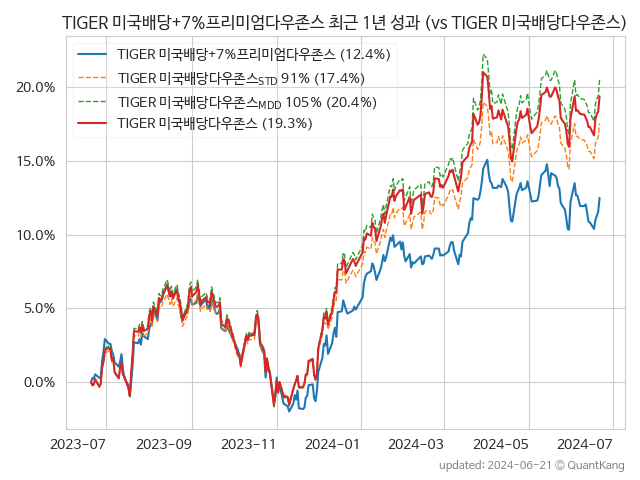 TIGER 미국배당+7%프리미엄다우존스 최근 1년 성과 (vs TIGER 미국배당다우존스)
TIGER 미국배당+7%프리미엄다우존스 (12.4%)
TIGER 미국배당다우존스STD 91% (17.4%)
TIGER 미국배당다우존스MDD 105% (20.4%)
TIGER 미국배당다우존스 (19.3%)
20.0%
15.0%
10.0%
5.0%
0.0%
2023-07 2023-09 2023-11 2024-01 2024-03 2024-05 2024-07
updated: 2024-06-21 © QuantKang